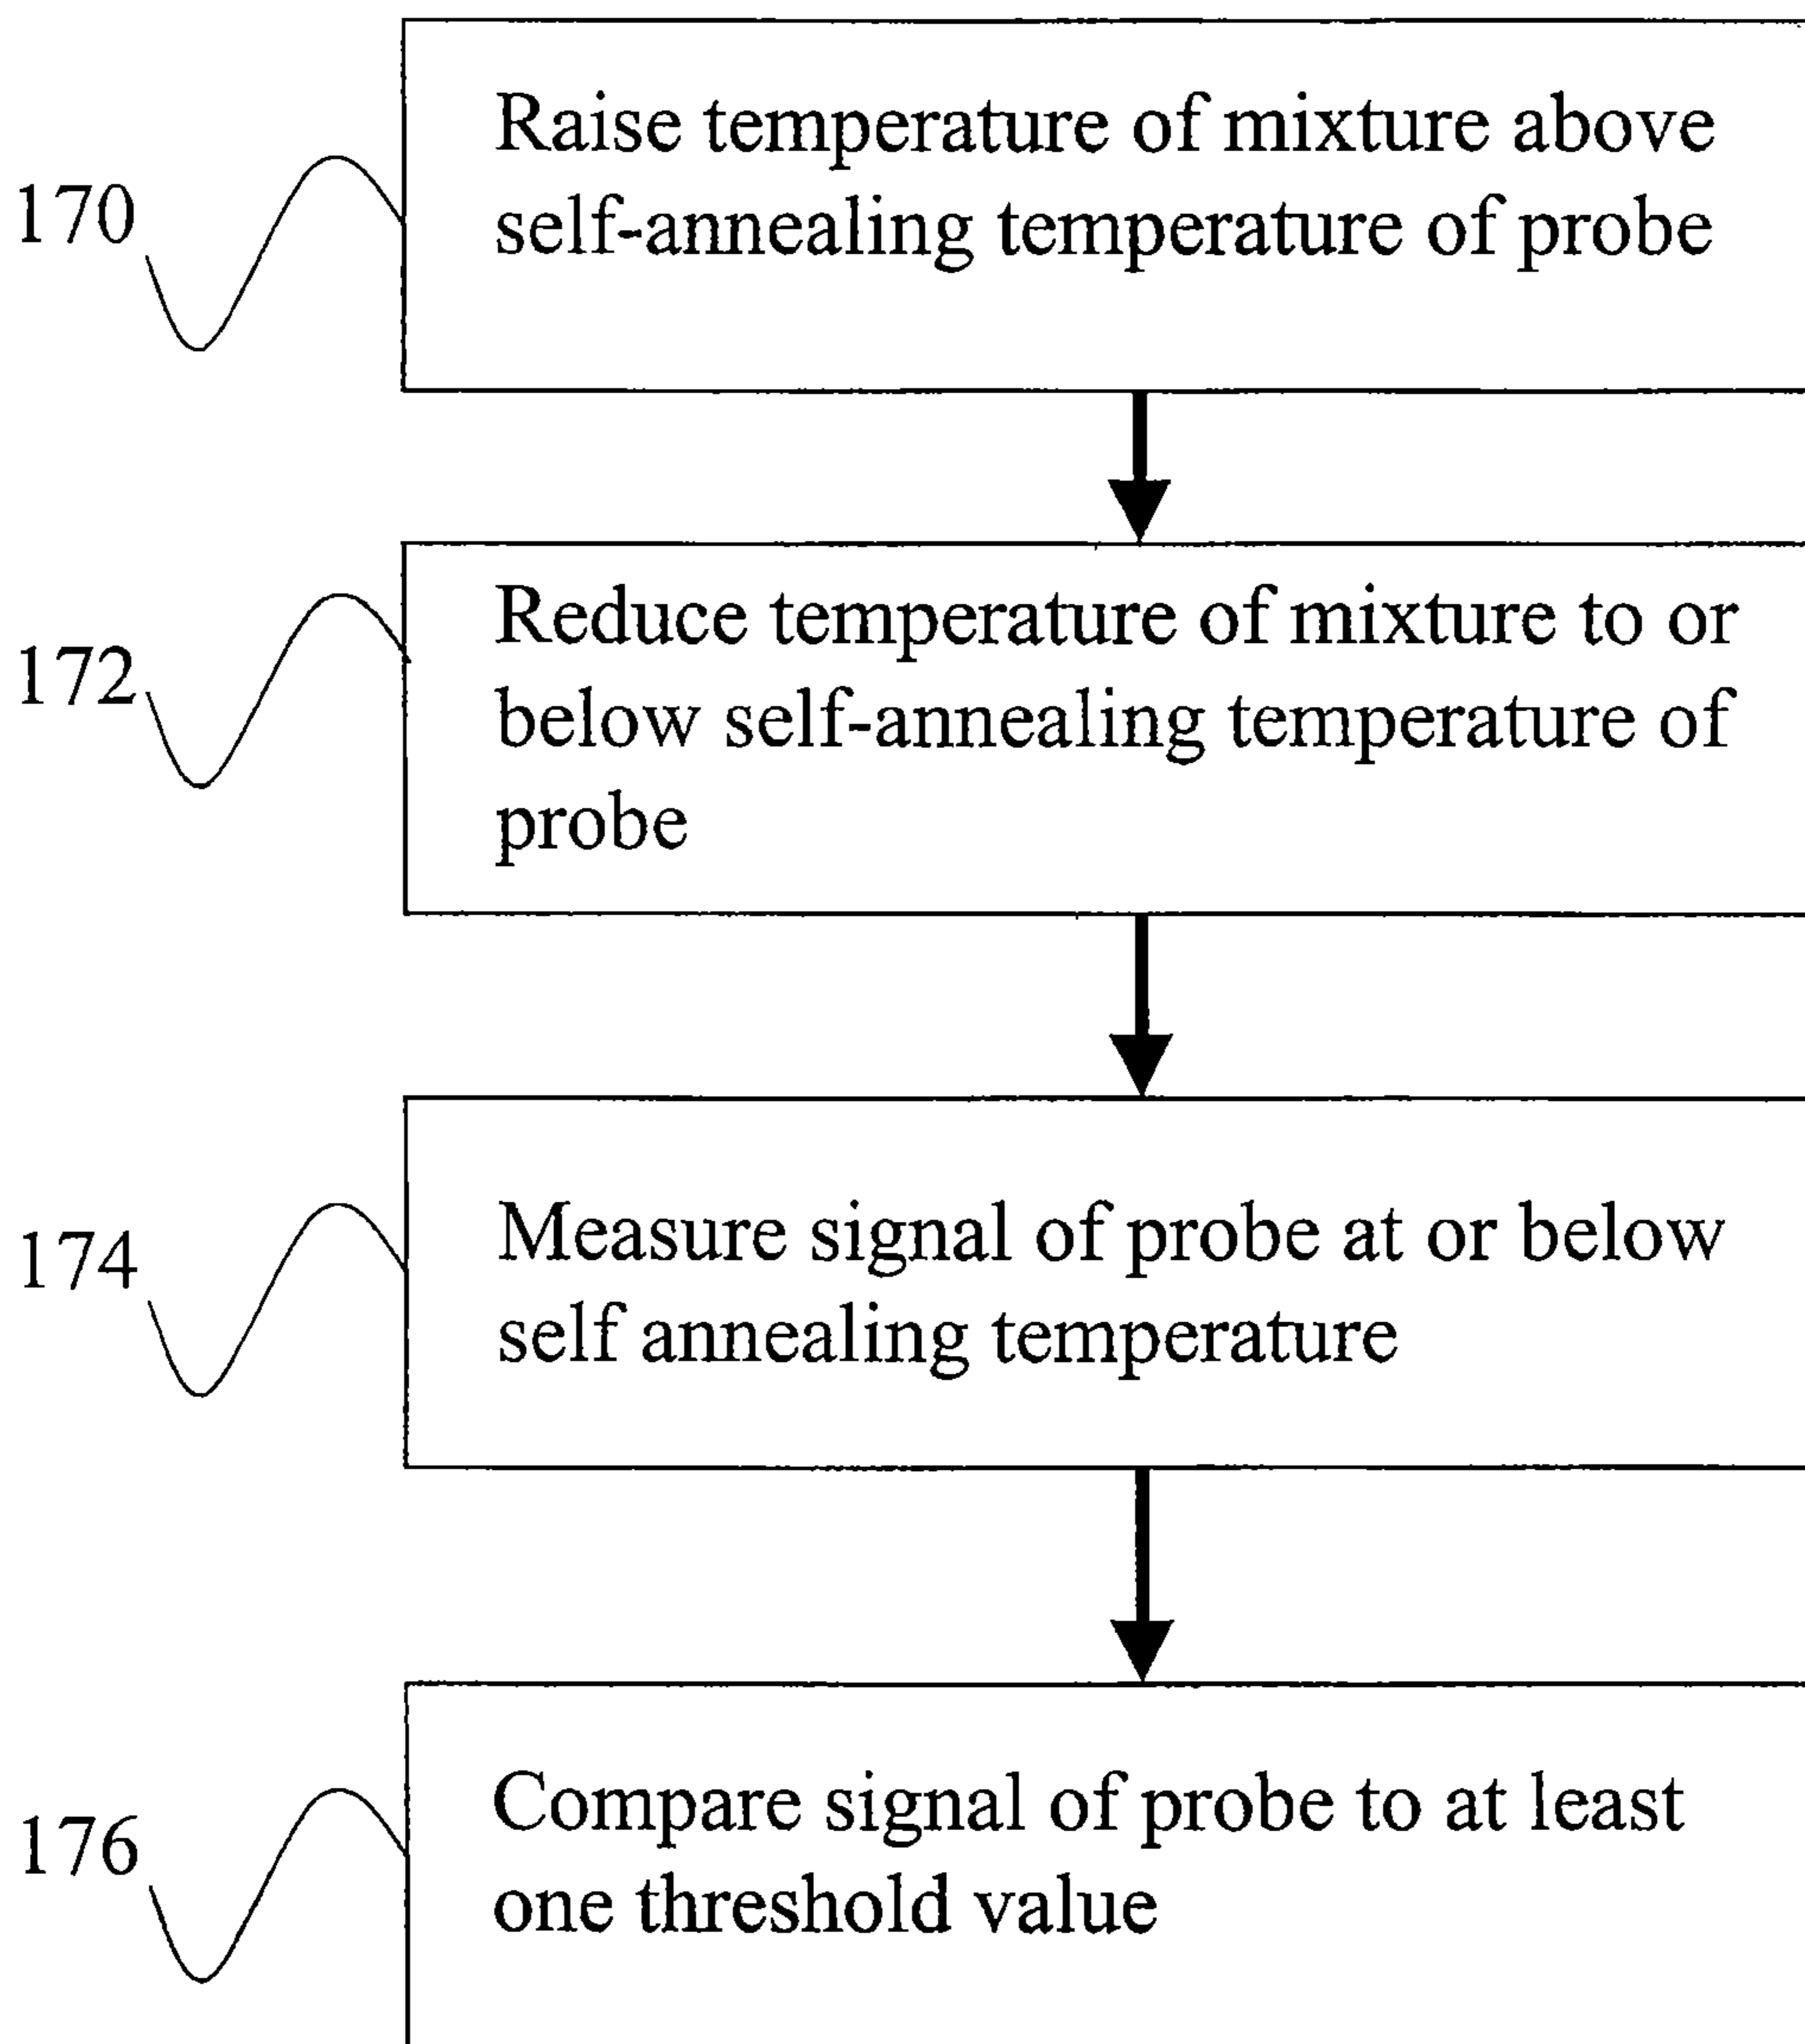 170
Raise temperature of mixture above
self-annealing temperature of probe
172
Reduce temperature of mixture to or
below self-annealing temperature of
probe
174
Measure signal of probe at or below
self annealing temperature
176
Compare signal of probe to at least
one threshold value